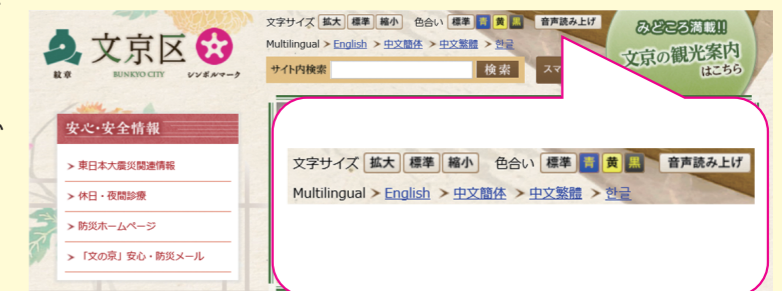 文字サイズ 拡大 標準 縮小 色合い 標準 青 黄 黒 音声読み上げ
Multilingual > English > 中文簡体 > 中文繁體 > 한글
サイト内検索 検索 スマ
みどころ満載!!
文京の観光案内
はこちら
文京区
紋章 BUNKYO CITY シンボルマーク
安心・安全情報
> 東日本大震災関連情報
> 休日・夜間診療
> 防災ホームページ
> 「文の京」安心・防災メール
文字サイズ 拡大 標準 縮小 色合い 標準 青 黄 黒 音声読み上げ
Multilingual > English > 中文簡体 > 中文繁體 > 한글